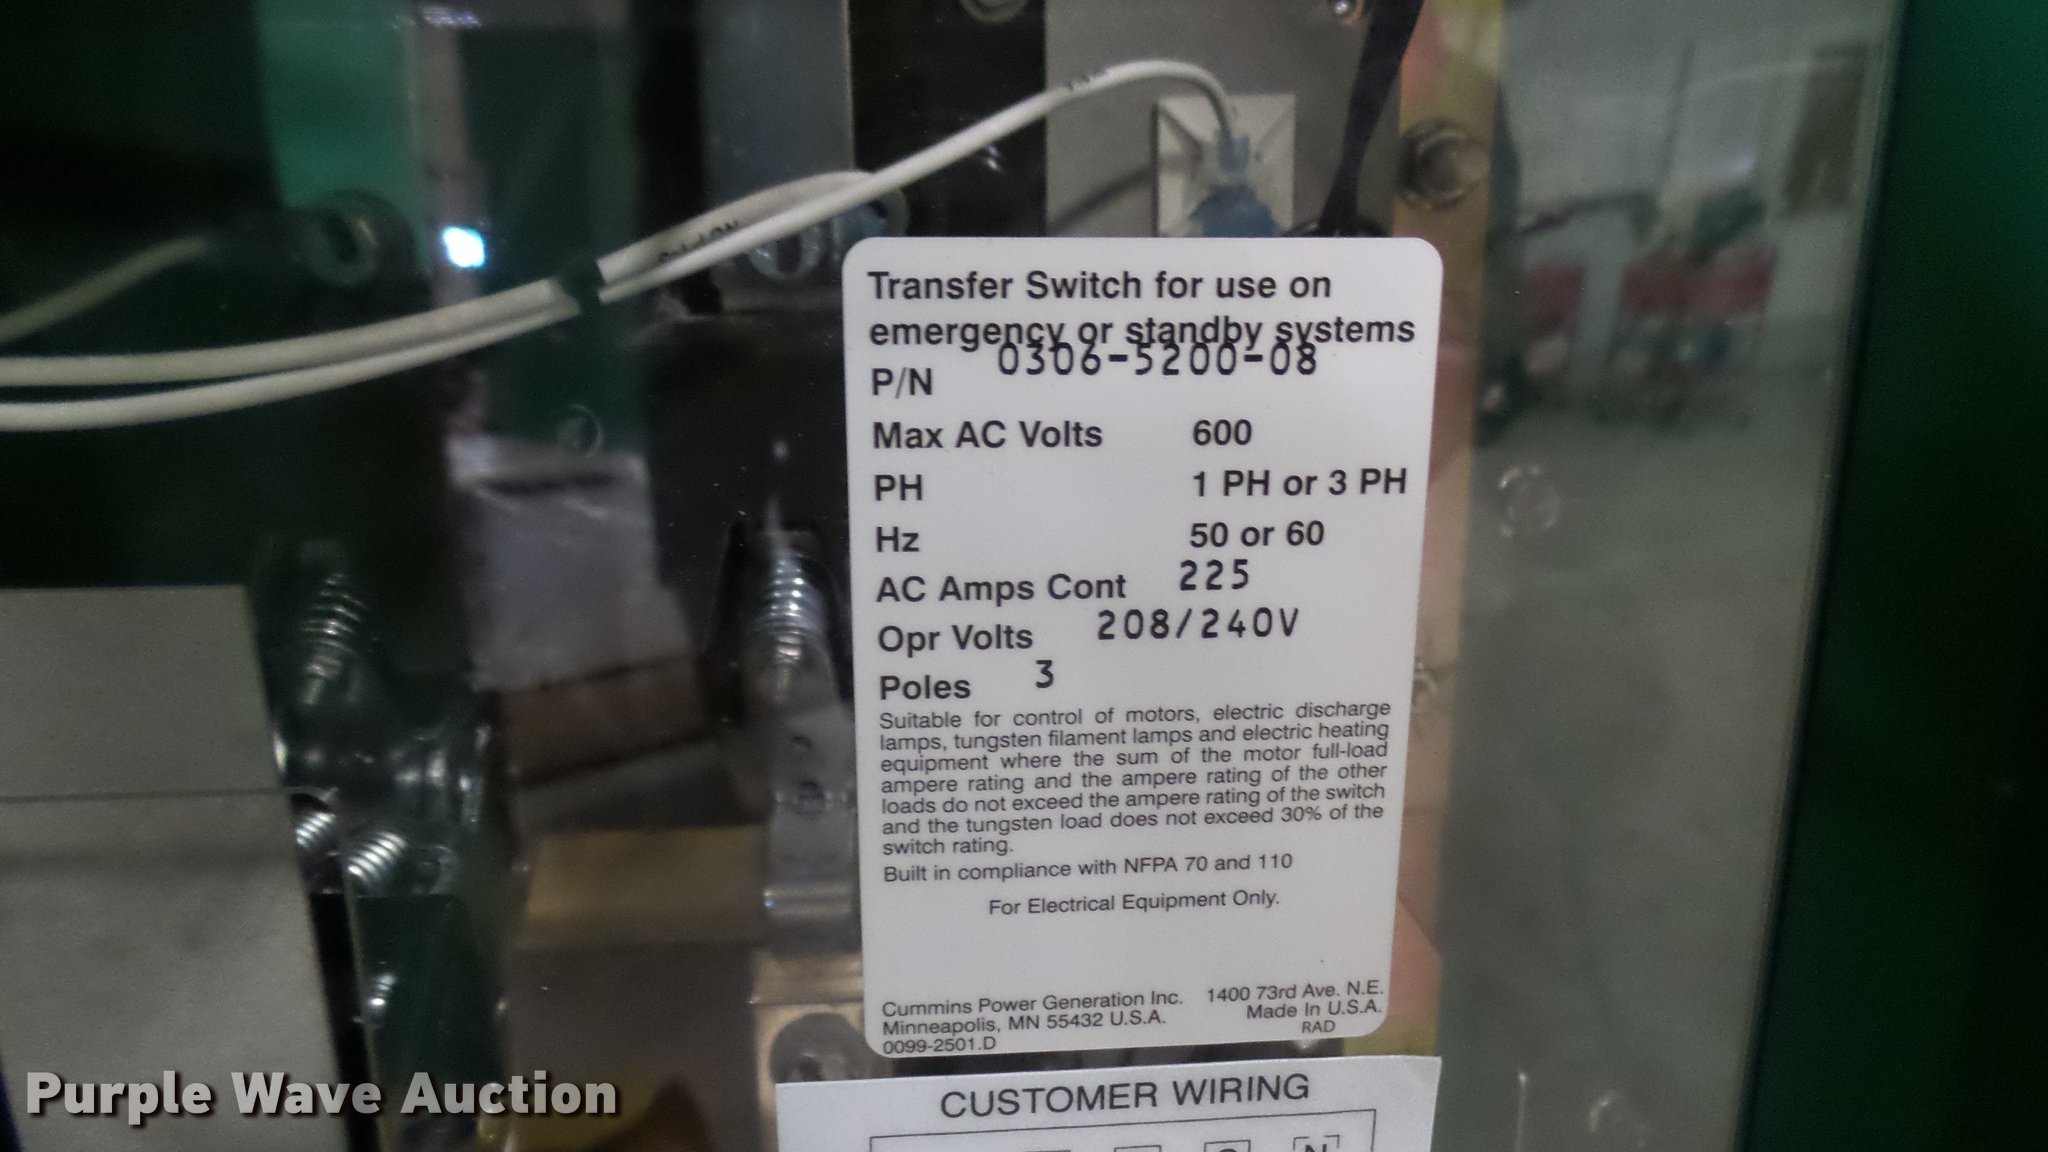 Transfer Switch for use on
emergency or standby systems
P/N 0306-5200-08
Max AC Volts 600
PH 1 PH or 3 PH
Hz 50 or 60
AC Amps Cont 225
Opr Volts 208/240V
Poles 3
Suitable for control of motors, electric discharge
lamps, tungsten filament lamps and electric heating
equipment where the sum of the motor full-load
ampere rating and the ampere rating of the other
loads do not exceed the ampere rating of the switch
and the tungsten load does not exceed 30% of the
switch rating.
Built in compliance with NFPA 70 and 110
For Electrical Equipment Only.
Cummins Power Generation Inc. 1400 73rd Ave. N.E.
Minneapolis, MN 55432 U.S.A. Made In U.S.A.
0099-2501.D RAD
CUSTOMER WIRING
N
Purple Wave Auction